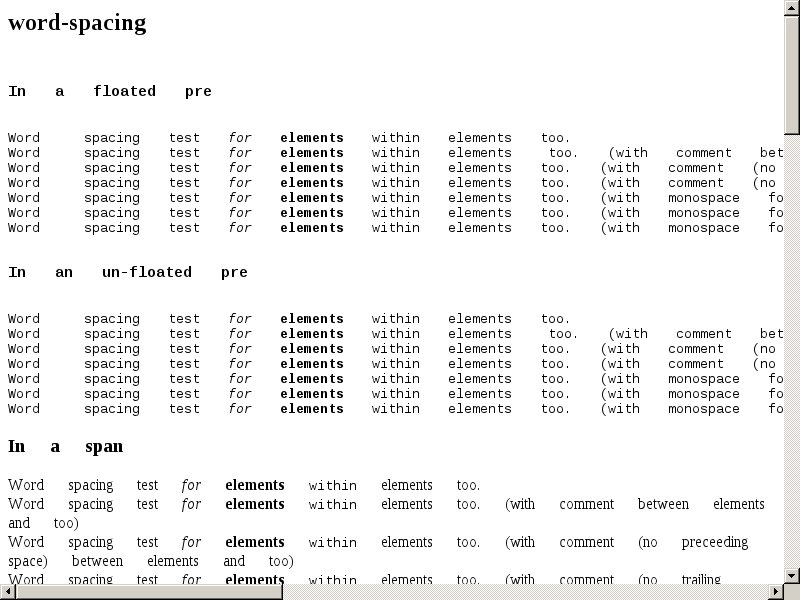 word-spacing
In a floated pre
Word spacing test for elements within elements too.
Word spacing test for elements within elements too. (with comment bet
Word spacing test for elements within elements too. (with comment (no
Word spacing test for elements within elements too. (with comment (no
Word spacing test for elements within elements too. (with monospace fo
Word spacing test for elements within elements too. (with monospace fo
Word spacing test for elements within elements too. (with monospace fo
In an un-floated pre
Word spacing test for elements within elements too.
Word spacing test for elements within elements too. (with comment bet
Word spacing test for elements within elements too. (with comment (no
Word spacing test for elements within elements too. (with comment (no
Word spacing test for elements within elements too. (with monospace fo
Word spacing test for elements within elements too. (with monospace fo
Word spacing test for elements within elements too. (with monospace fo
In a span
Word spacing test for elements within elements too.
Word spacing test for elements within elements too. (with comment between elements
and too)
Word spacing test for elements within elements too. (with comment (no preceeding
space) between elements and too)
Word spacing test for elements within elements too. (with comment (no trailing